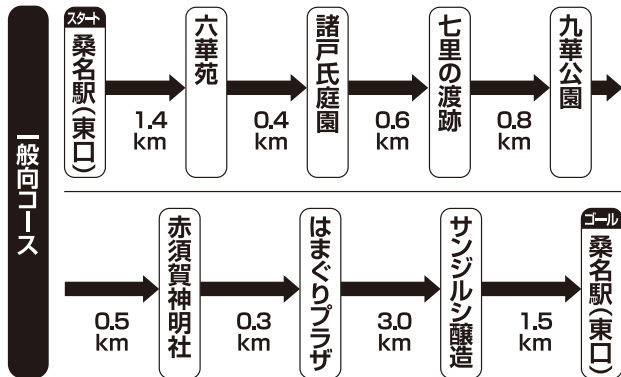 一般向コース
スタート
桑名駅(東口)
1.4
km
六華苑
0.4
km
諸戸氏庭園
0.6
km
七里の渡跡
0.8
km
九華公園
0.5
km
赤須賀神明社
0.3
km
はまぐりプラザ
3.0
km
サンジルシ醸造
1.5
km
ゴール
桑名駅(東口)